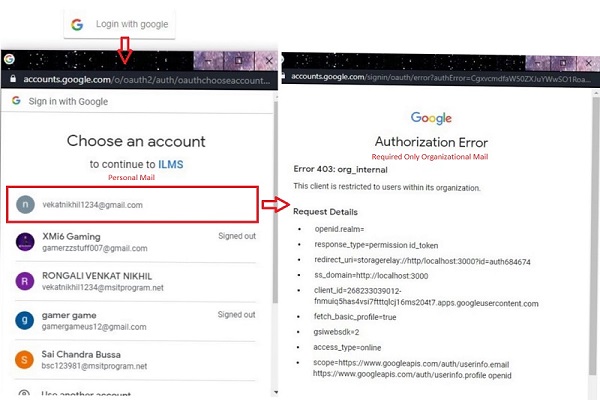 Login with google
accounts.google.com/o/oauth2/auth/oauthchooseaccount...
Sign in with Google
Choose an account
to continue to ILMS
Personal Mail
n
vekatnikhil1234@gmail.com
XMi6 Gaming
Signed out
gamerzzstuff007@gmail.com
R
RONGALI VENKAT NIKHIL
vekatnikhil1234@msitprogram.net
g
gamer game
Signed out
gamergameus12@gmail.com
S
Sai Chandra Bussa
bsc123981@msitprogram.net
Use another account
accounts.google.com/signin/oauth/error?authError=CgxvcmdfaW50ZXJuYWwSO1Roa...
Google
Authorization Error
Required Only Organizational Mail
Error 403: org_internal
This client is restricted to users within its organization.
Request Details
• openid.realm=
• response_type=permission id_token
• redirect_uri=storagerelay://http/localhost:3000?id=auth684674
• ss_domain=http://localhost:3000
• client_id=268233039012-
fnmuiq5has4vsi7ftttqlcj16ms204t7.apps.googleusercontent.com
• fetch_basic_profile=true
• gsiwebsdk=2
• access_type=online
• scope=https://www.googleapis.com/auth/userinfo.email
https://www.googleapis.com/auth/userinfo.profile openid